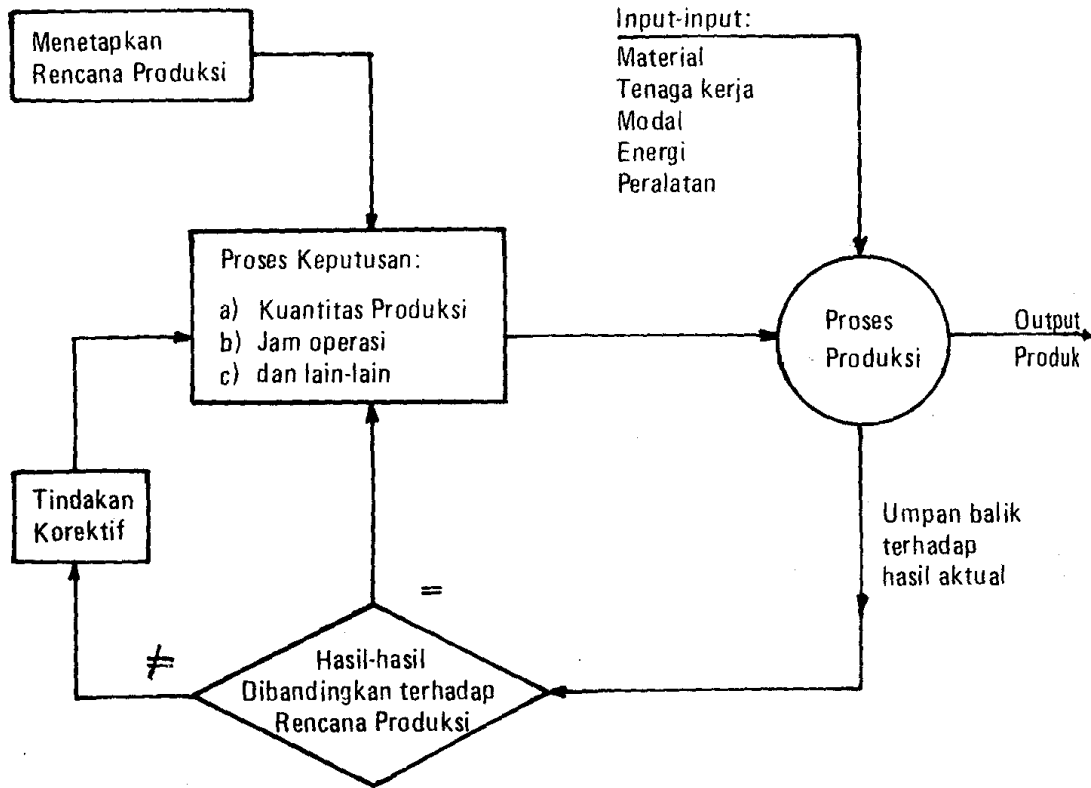 Menetapkan
Rencana Produksi
Input-input:
Material
Tenaga kerja
Modal
Energi
Peralatan
Proses Keputusan:
a) Kuantitas Produksi
b) Jam operasi
c) dan lain-lain
Proses
Produksi
Output
Produk
Tindakan
Korektif
Umpan balik
terhadap
hasil aktual
=
≠
Hasil-hasil
Dibandingkan terhadap
Rencana Produksi